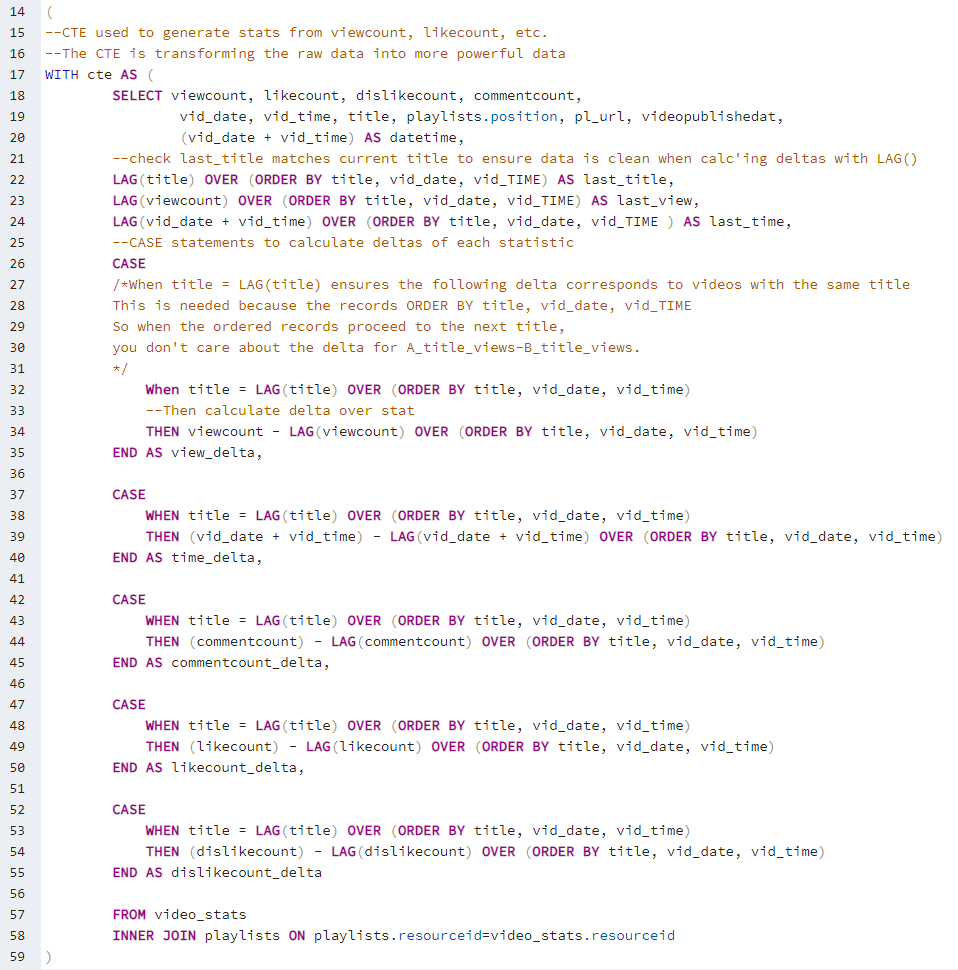 14 (
15 --CTE used to generate stats from viewcount, likecount, etc.
16 --The CTE is transforming the raw data into more powerful data
17 WITH cte AS (
18         SELECT viewcount, likecount, dislikecount, commentcount,
19                 vid_date, vid_time, title, playlists.position, pl_url, videopublishedat,
20                 (vid_date + vid_time) AS datetime,
21         --check last_title matches current title to ensure data is clean when calc'ing deltas with LAG()
22         LAG(title) OVER (ORDER BY title, vid_date, vid_TIME) AS last_title,
23         LAG(viewcount) OVER (ORDER BY title, vid_date, vid_TIME) AS last_view,
24         LAG(vid_date + vid_time) OVER (ORDER BY title, vid_date, vid_TIME ) AS last_time,
25         --CASE statements to calculate deltas of each statistic
26         CASE
27         /*When title = LAG(title) ensures the following delta corresponds to videos with the same title
28         This is needed because the records ORDER BY title, vid_date, vid_TIME
29         So when the ordered records proceed to the next title,
30         you don't care about the delta for A_title_views-B_title_views.
31         */
32             When title = LAG(title) OVER (ORDER BY title, vid_date, vid_time)
33             --Then calculate delta over stat
34             THEN viewcount - LAG(viewcount) OVER (ORDER BY title, vid_date, vid_time)
35         END AS view_delta,
36
37         CASE
38             WHEN title = LAG(title) OVER (ORDER BY title, vid_date, vid_time)
39             THEN (vid_date + vid_time) - LAG(vid_date + vid_time) OVER (ORDER BY title, vid_date, vid_time)
40         END AS time_delta,
41
42         CASE
43             WHEN title = LAG(title) OVER (ORDER BY title, vid_date, vid_time)
44             THEN (commentcount) - LAG(commentcount) OVER (ORDER BY title, vid_date, vid_time)
45         END AS commentcount_delta,
46
47         CASE
48             WHEN title = LAG(title) OVER (ORDER BY title, vid_date, vid_time)
49             THEN (likecount) - LAG(likecount) OVER (ORDER BY title, vid_date, vid_time)
50         END AS likecount_delta,
51
52         CASE
53             WHEN title = LAG(title) OVER (ORDER BY title, vid_date, vid_time)
54             THEN (dislikecount) - LAG(dislikecount) OVER (ORDER BY title, vid_date, vid_time)
55         END AS dislikecount_delta
56
57         FROM video_stats
58         INNER JOIN playlists ON playlists.resourceid=video_stats.resourceid
59 )